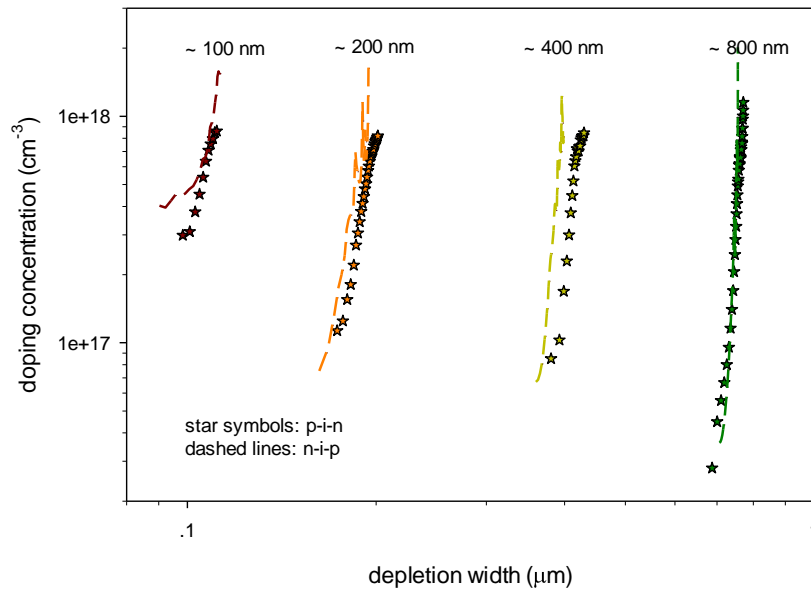 ~ 100 nm ~ 200 nm ~ 400 nm ~ 800 nm
1e+18
doping concentration (cm-3)
1e+17
star symbols: p-i-n
dashed lines: n-i-p
.1
depletion width (μm)